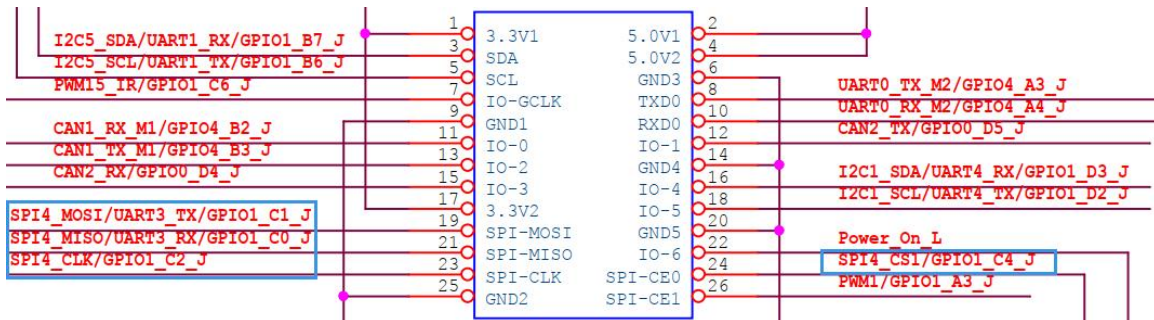 1 2
I2C5_SDA/UART1_RX/GPIO1_B7_J 3.3V1 5.0V1
3 4
I2C5_SCL/UART1_TX/GPIO1_B6_J SDA 5.0V2
5 6
PWM15_IR/GPIO1_C6_J SCL GND3 UART0_TX_M2/GPIO4_A3_J
7 8
IO-GCLK TXD0 UART0_RX_M2/GPIO4_A4_J
9 10
CAN1_RX_M1/GPIO4_B2_J GND1 RXD0 CAN2_TX/GPIO0_D5_J
11 12
CAN1_TX_M1/GPIO4_B3_J IO-0 IO-1
13 14
CAN2_RX/GPIO0_D4_J IO-2 GND4 I2C1_SDA/UART4_RX/GPIO1_D3_J
15 16
IO-3 IO-4 I2C1_SCL/UART4_TX/GPIO1_D2_J
17 18
SPI4_MOSI/UART3_TX/GPIO1_C1_J 3.3V2 IO-5
19 20
SPI4_MISO/UART3_RX/GPIO1_C0_J SPI-MOSI GND5 Power_On_L
21 22
SPI4_CLK/GPIO1_C2_J SPI-MISO IO-6 SPI4_CS1/GPIO1_C4_J
23 24
SPI-CLK SPI-CE0 PWM1/GPIO1_A3_J
25 26
GND2 SPI-CE1